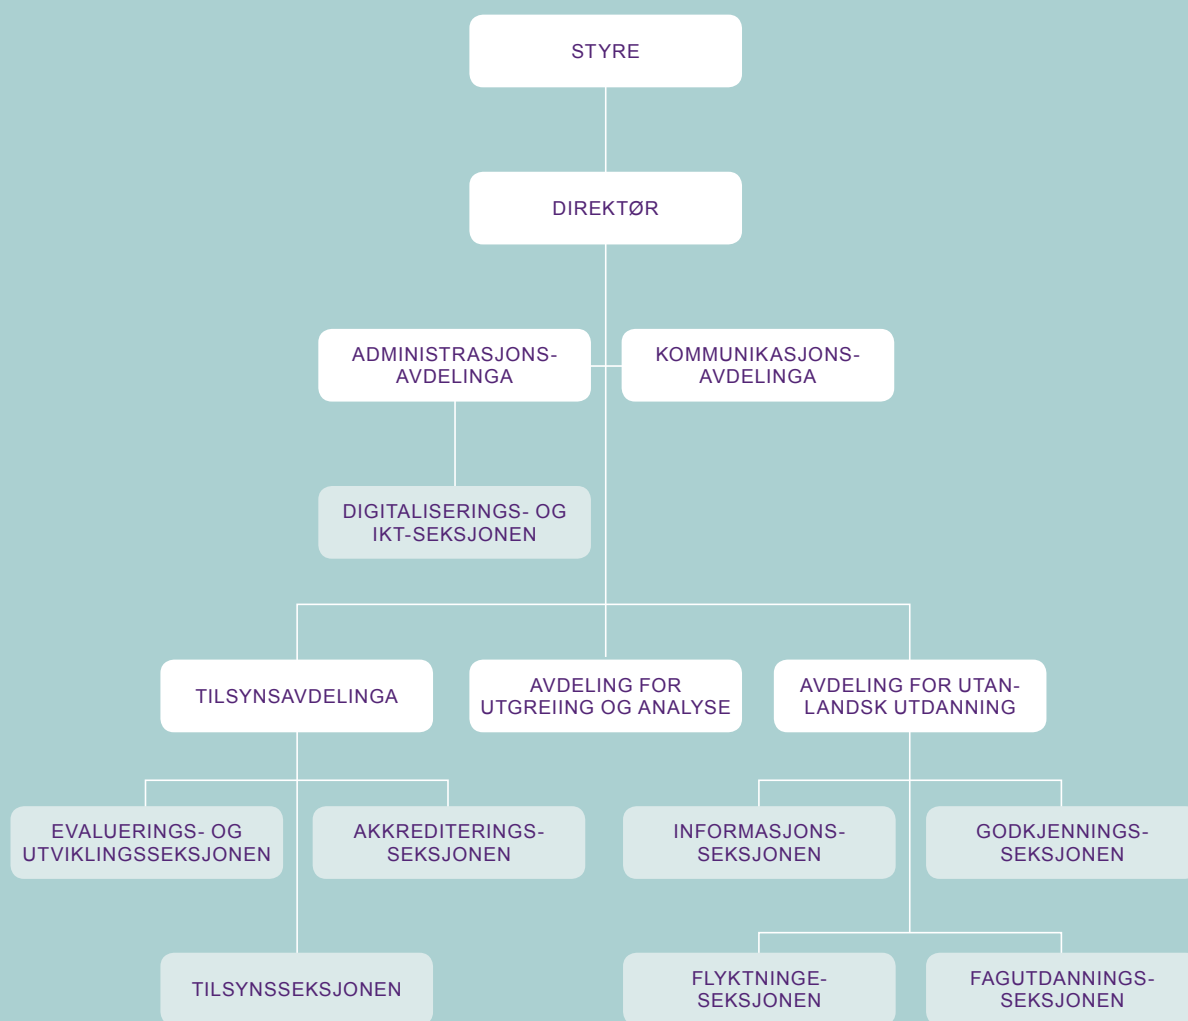 STYRE
DIREKTØR
ADMINISTRASJONS-
AVDELINGA
KOMMUNIKASJONS-
AVDELINGA
DIGITALISERINGS- OG
IKT-SEKSJONEN
TILSYNSAVDELINGA
AVDELING FOR
UTGREIING OG ANALYSE
AVDELING FOR UTAN-
LANDSK UTDANNING
EVALUERINGS- OG
UTVIKLINGSSEKSJONEN
AKKREDITERINGS-
SEKSJONEN
INFORMASJONS-
SEKSJONEN
GODKJENNINGS-
SEKSJONEN
TILSYNSSEKSJONEN
FLYKTNINGE-
SEKSJONEN
FAGUTDANNINGS-
SEKSJONEN